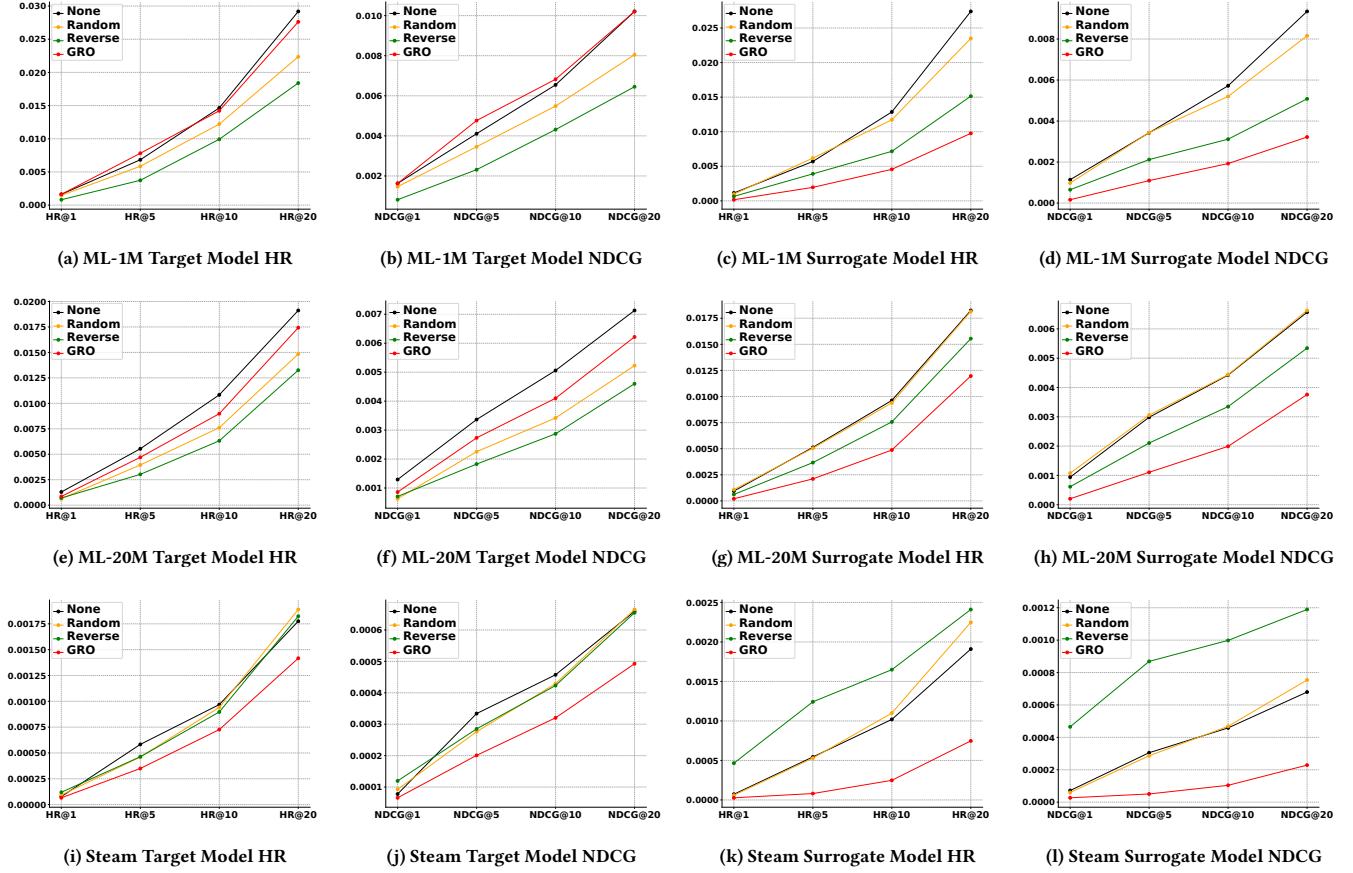 0.030
0.025
0.020
0.015
0.010
0.005
0.000
None
Random
Reverse
GRO
HR@1 HR@5 HR@10 HR@20
(a) ML-1M Target Model HR
0.010
0.008
0.006
0.004
0.002
None
Random
Reverse
GRO
NDCG@1 NDCG@5 NDCG@10 NDCG@20
(b) ML-1M Target Model NDCG
0.025
0.020
0.015
0.010
0.005
0.000
None
Random
Reverse
GRO
HR@1 HR@5 HR@10 HR@20
(c) ML-1M Surrogate Model HR
0.008
0.006
0.004
0.002
0.000
None
Random
Reverse
GRO
NDCG@1 NDCG@5 NDCG@10 NDCG@20
(d) ML-1M Surrogate Model NDCG
0.0200
0.0175
0.0150
0.0125
0.0100
0.0075
0.0050
0.0025
0.0000
None
Random
Reverse
GRO
HR@1 HR@5 HR@10 HR@20
(e) ML-20M Target Model HR
0.007
0.006
0.005
0.004
0.003
0.002
0.001
None
Random
Reverse
GRO
NDCG@1 NDCG@5 NDCG@10 NDCG@20
(f) ML-20M Target Model NDCG
0.0175
0.0150
0.0125
0.0100
0.0075
0.0050
0.0025
0.0000
None
Random
Reverse
GRO
HR@1 HR@5 HR@10 HR@20
(g) ML-20M Surrogate Model HR
0.006
0.005
0.004
0.003
0.002
0.001
0.000
None
Random
Reverse
GRO
NDCG@1 NDCG@5 NDCG@10 NDCG@20
(h) ML-20M Surrogate Model NDCG
0.00175
0.00150
0.00125
0.00100
0.00075
0.00050
0.00025
0.00000
None
Random
Reverse
GRO
HR@1 HR@5 HR@10 HR@20
(i) Steam Target Model HR
0.0006
0.0005
0.0004
0.0003
0.0002
0.0001
None
Random
Reverse
GRO
NDCG@1 NDCG@5 NDCG@10 NDCG@20
(j) Steam Target Model NDCG
0.0025
0.0020
0.0015
0.0010
0.0005
0.0000
None
Random
Reverse
GRO
HR@1 HR@5 HR@10 HR@20
(k) Steam Surrogate Model HR
0.0012
0.0010
0.0008
0.0006
0.0004
0.0002
0.0000
None
Random
Reverse
GRO
NDCG@1 NDCG@5 NDCG@10 NDCG@20
(l) Steam Surrogate Model NDCG